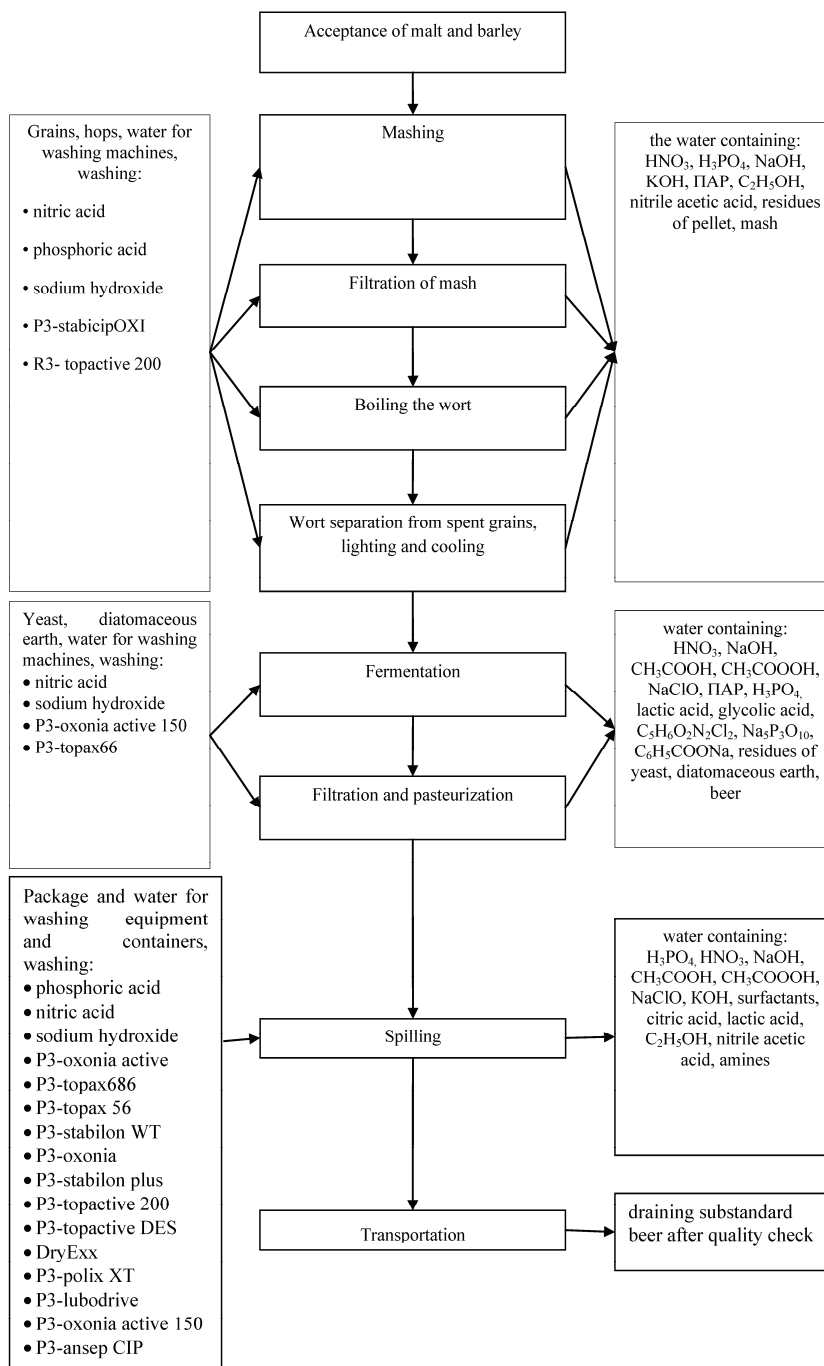 Acceptance of malt and barley
Grains, hops, water for
washing machines,
washing:
• nitric acid
• phosphoric acid
• sodium hydroxide
• P3-stabicipOXI
• R3- topactive 200
Mashing
Filtration of mash
Boiling the wort
Wort separation from spent grains,
lighting and cooling
the water containing:
HNO₃, H₃PO₄, NaOH,
KOH, ПАР, C₂H₅OH,
nitrile acetic acid, residues
of pellet, mash
Yeast, diatomaceous
earth, water for washing
machines, washing:
• nitric acid
• sodium hydroxide
• P3-oxonia active 150
• P3-topax66
Fermentation
Filtration and pasteurization
water containing:
HNO₃, NaOH,
CH₃COOH, CH₃COOOH,
NaClO, ПАР, H₃PO₄,
lactic acid, glycolic acid,
C₅H₆O₂N₂Cl₂, Na₅P₃O₁₀,
C₆H₅COONa, residues of
yeast, diatomaceous earth,
beer
Package and water for
washing equipment
and containers,
washing:
• phosphoric acid
• nitric acid
• sodium hydroxide
• P3-oxonia active
• P3-topax686
• P3-topax 56
• P3-stabilon WT
• P3-oxonia
• P3-stabilon plus
• P3-topactive 200
• P3-topactive DES
• DryExx
• P3-polix XT
• P3-lubodrive
• P3-oxonia active 150
• P3-ansep CIP
Spilling
Transportation
water containing:
H₃PO₄, HNO₃, NaOH,
CH₃COOH, CH₃COOOH,
NaClO, KOH, surfactants,
citric acid, lactic acid,
C₂H₅OH, nitrile acetic
acid, amines
draining substandard
beer after quality check